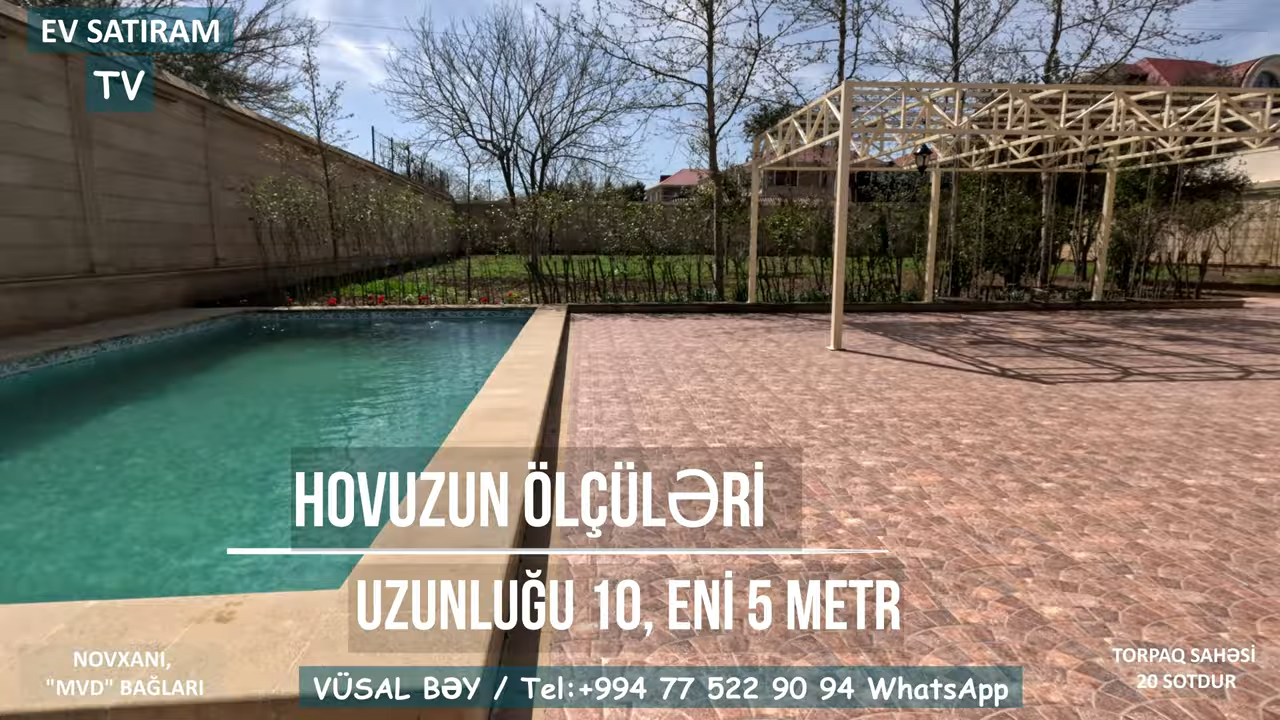 EV SATIRAM
TV
HOVUZUN ÖLÇÜLƏRİ
UZUNLUĞU 10, ENİ 5 METR
NOVXANI,
"MVD" BAĞLARI
VÜSAL BƏY / Tel:+994 77 522 90 94 WhatsApp
TORPAQ SAHƏSİ
20 SOTDUR